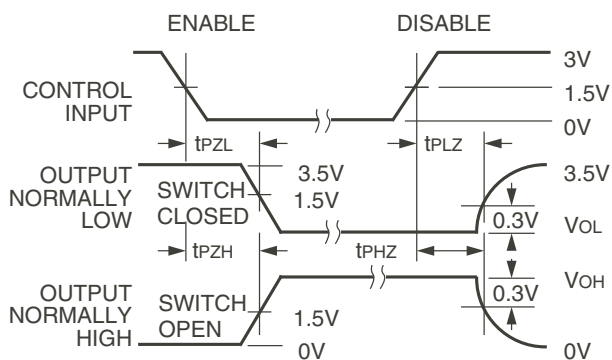 ENABLE
DISABLE
CONTROL
INPUT
3V
1.5V
0V
tPZL
tPLZ
OUTPUT
NORMALLY
LOW
SWITCH
CLOSED
3.5V
1.5V
3.5V
0.3V
VOL
tPZH
tPHZ
OUTPUT
NORMALLY
HIGH
SWITCH
OPEN
1.5V
0V
0.3V
VOH
0V